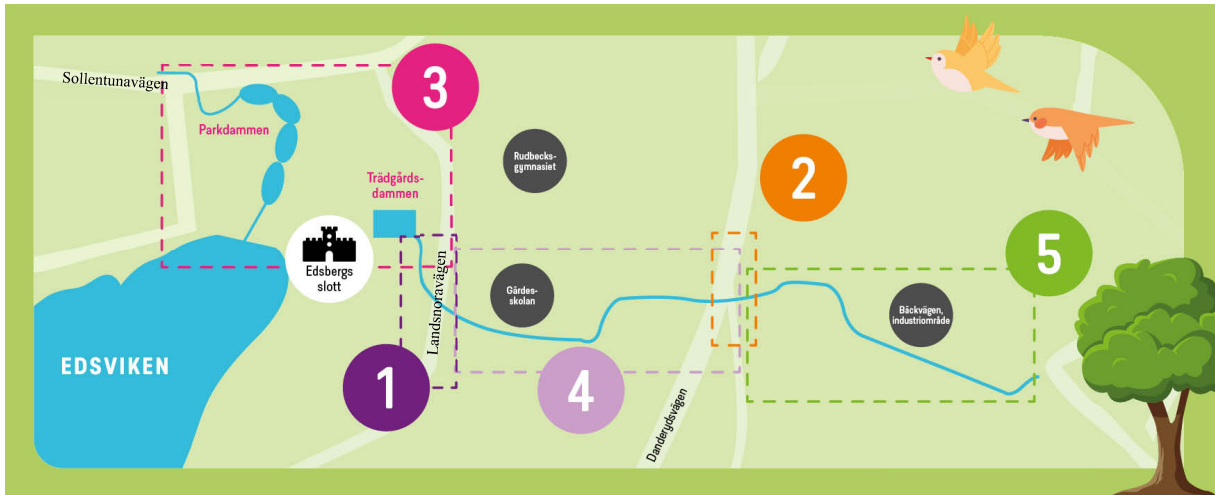 Sollentunavägen
3
Parkdammen
Rudbecks-
gymnasiet
2
Trädgårds-
dammen
Edsbergs
slott
Landsnoravägen
Gärdes-
skolan
5
Bäckvägen,
industriområde
EDSVIKEN
1
4
Danderydsvägen